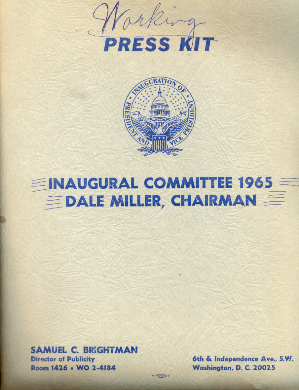 Working
PRESS KIT
INAUGURATION OF
PRESIDENT AND VICE PRESIDENT
INAUGURAL COMMITTEE 1965
DALE MILLER, CHAIRMAN
SAMUEL C. BRIGHTMAN
Director of Publicity
Room 1426 • WO 2-4184
6th & Independence Ave., S.W.
Washington, D. C. 20025